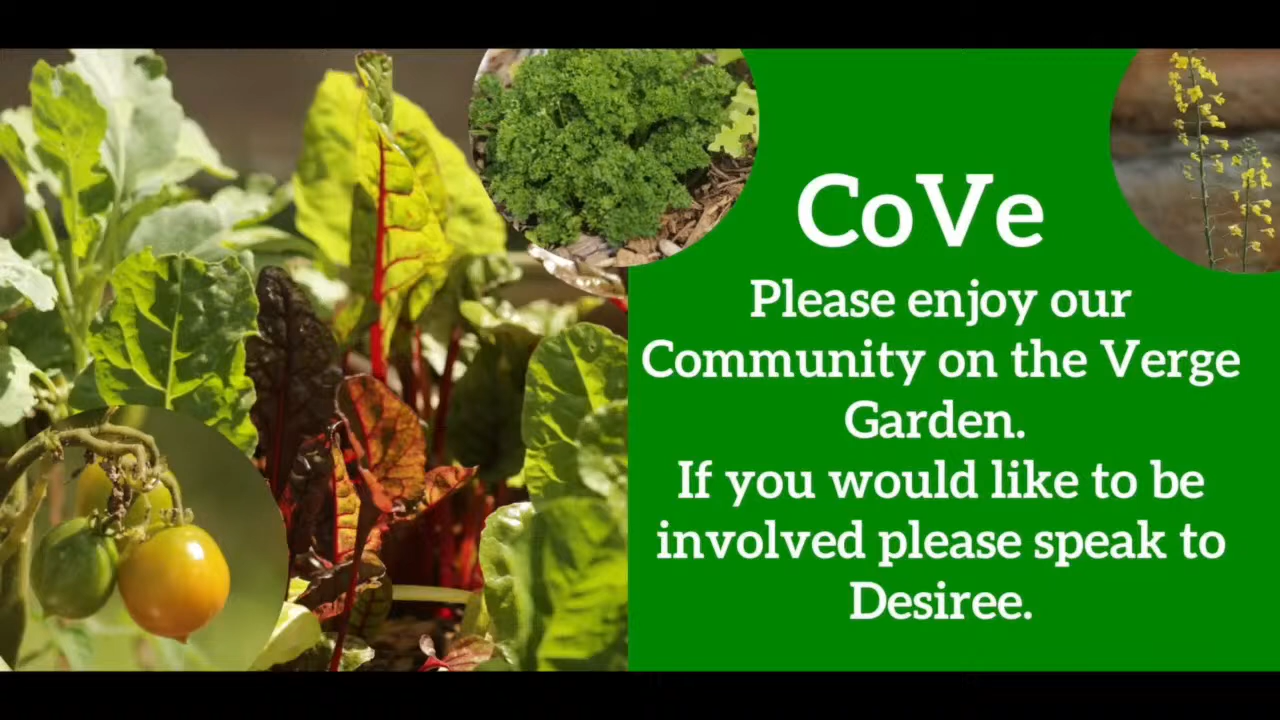 CoVe
Please enjoy our
Community on the Verge
Garden.
If you would like to be
involved please speak to
Desiree.